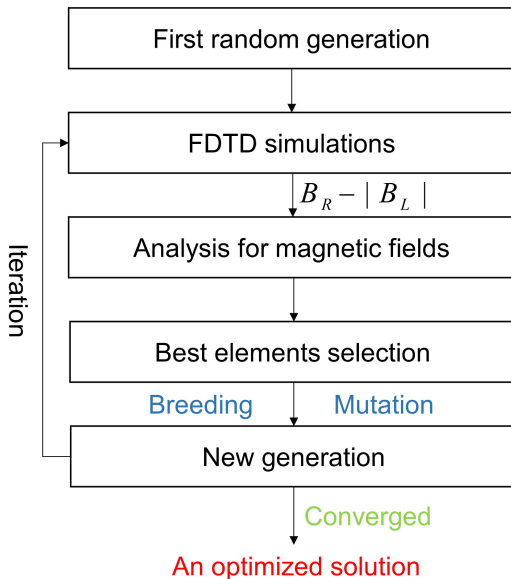 First random generation
FDTD simulations
B_R − | B_L |
Analysis for magnetic fields
Iteration
Best elements selection
Breeding Mutation
New generation
Converged
An optimized solution